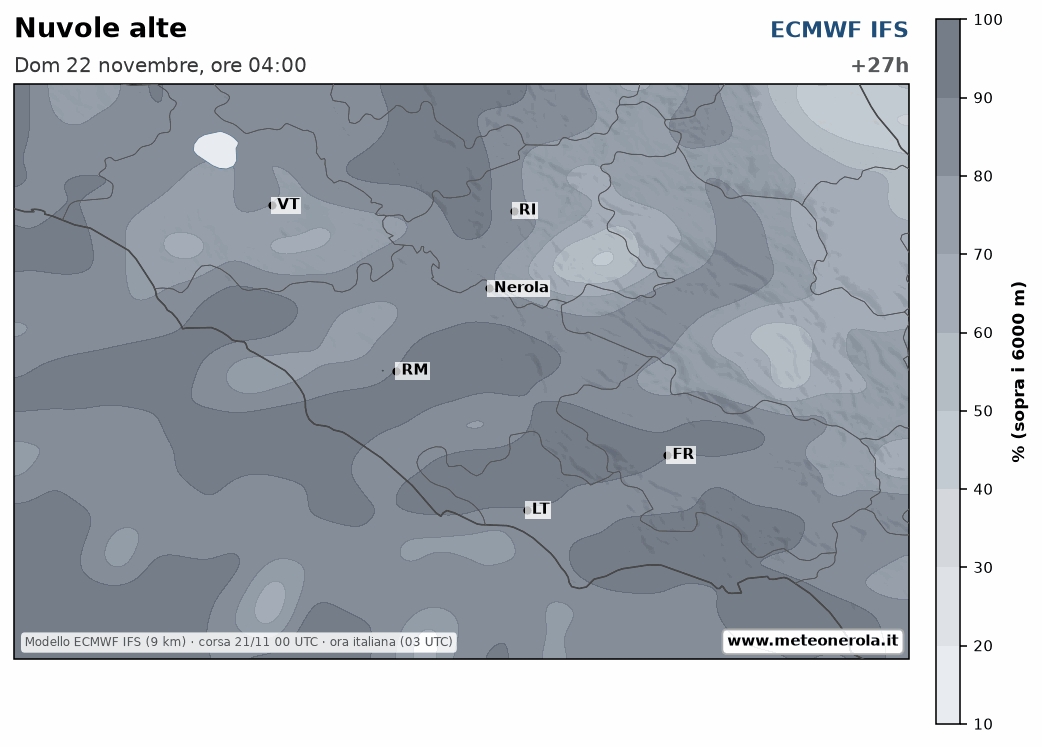 Nuvole alte
ECMWF IFS
Dom 22 novembre, ore 04:00
+27h
VT
RI
Nerola
RM
FR
LT
Modello ECMWF IFS (9 km) · corsa 21/11 00 UTC · ora italiana (03 UTC)
www.meteonerola.it
100
90
80
70
60
50
40
30
20
10
% (sopra i 6000 m)